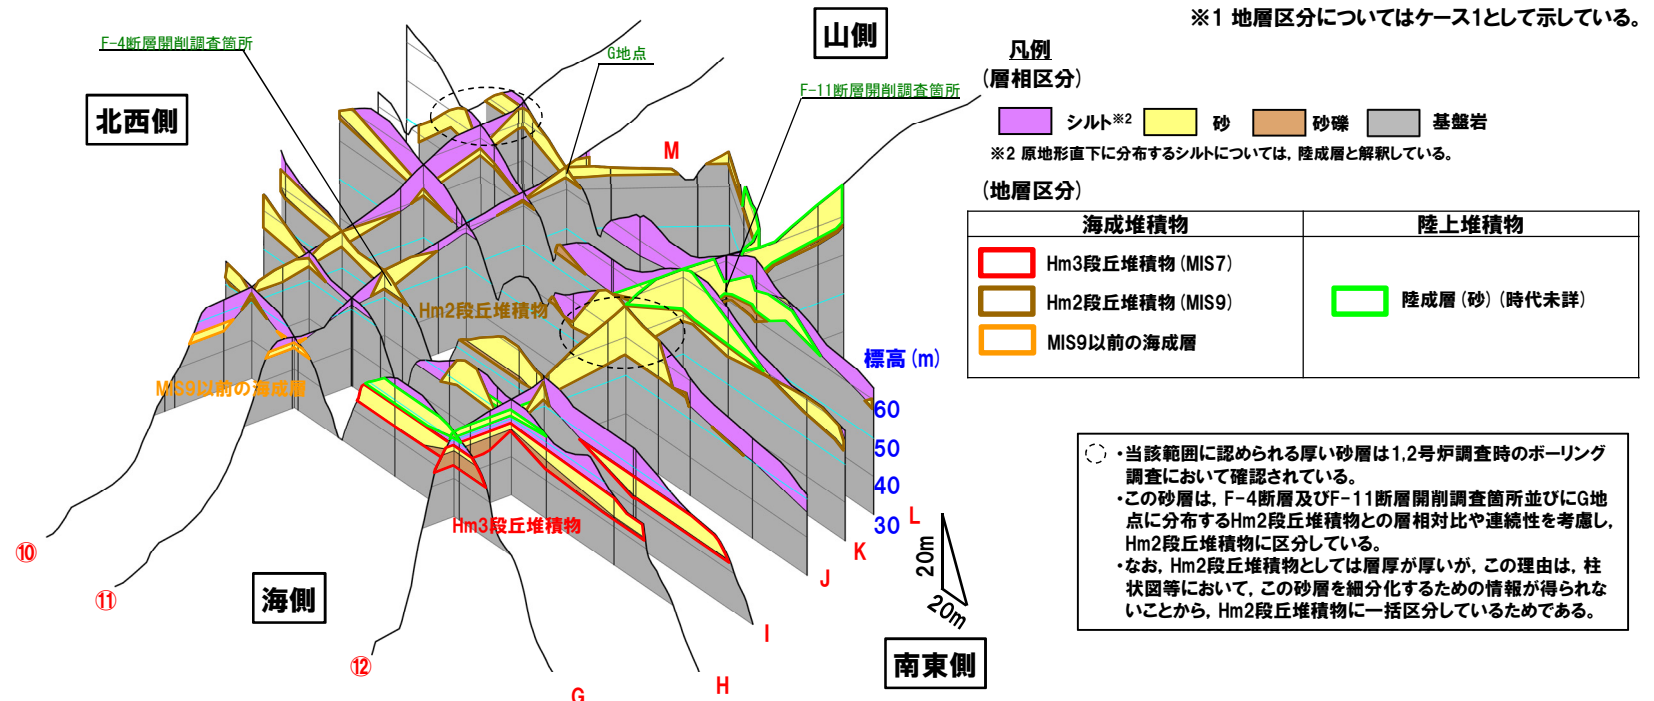 ※1 地層区分についてはケース1として示している。
山側
F-4断層開削調査箇所
G地点
凡例
(層相区分)
F-11断層開削調査箇所
北西側
シルト※2
砂
砂礫
基盤岩
※2 原地形直下に分布するシルトについては, 陸成層と解釈している。
M
(地層区分)
海成堆積物
陸上堆積物
Hm3段丘堆積物 (MIS7)
Hm2段丘堆積物 (MIS9)
陸成層 (砂) (時代未詳)
MIS9以前の海成層
Hm2段丘堆積物
標高 (m)
MIS9以前の海成層
60
50
40
30
Hm3段丘堆積物
L
K
J
I
H
G
⑩
⑪
⑫
海側
20m
20m
南東側
・当該範囲に認められる厚い砂層は1,2号炉調査時のボーリング
調査において確認されている。
・この砂層は, F-4断層及びF-11断層開削調査箇所並びにG地
点に分布するHm2段丘堆積物との層相対比や連続性を考慮し,
Hm2段丘堆積物に区分している。
・なお, Hm2段丘堆積物としては層厚が厚いが, この理由は, 柱
状図等において, この砂層を細分化するための情報が得られな
いことから, Hm2段丘堆積物に一括区分しているためである。